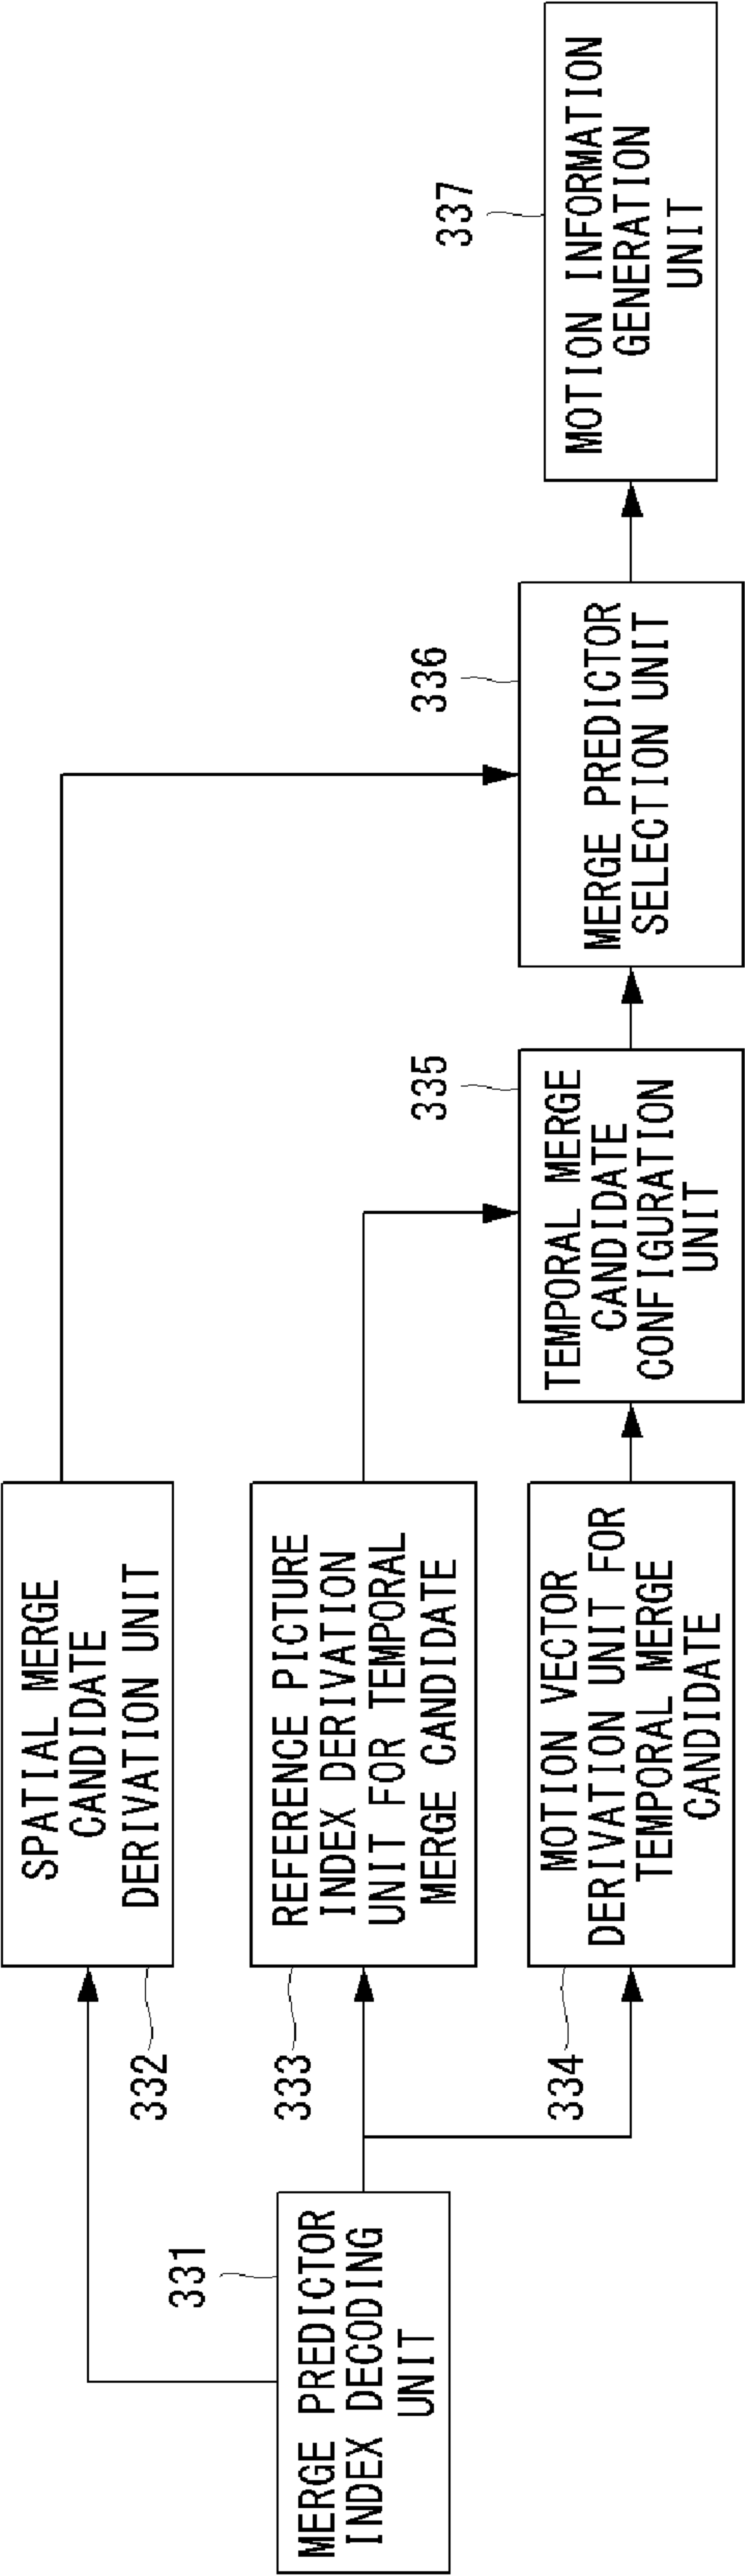 331
MERGE PREDICTOR
INDEX DECODING
UNIT
332
SPATIAL MERGE
CANDIDATE
DERIVATION UNIT
333
REFERENCE PICTURE
INDEX DERIVATION
UNIT FOR TEMPORAL
MERGE CANDIDATE
334
MOTION VECTOR
DERIVATION UNIT FOR
TEMPORAL MERGE
CANDIDATE
335
TEMPORAL MERGE
CANDIDATE
CONFIGURATION
UNIT
336
MERGE PREDICTOR
SELECTION UNIT
337
MOTION INFORMATION
GENERATION
UNIT